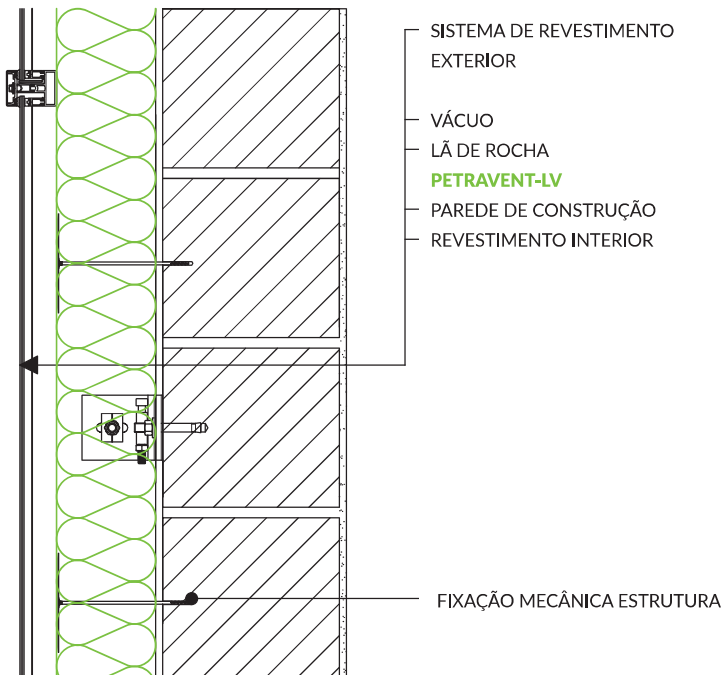 SISTEMA DE REVESTIMENTO
EXTERIOR
VÁCUO
LÃ DE ROCHA
PETRAVENT-LV
PAREDE DE CONSTRUÇÃO
REVESTIMENTO INTERIOR
FIXAÇÃO MECÂNICA ESTRUTURA